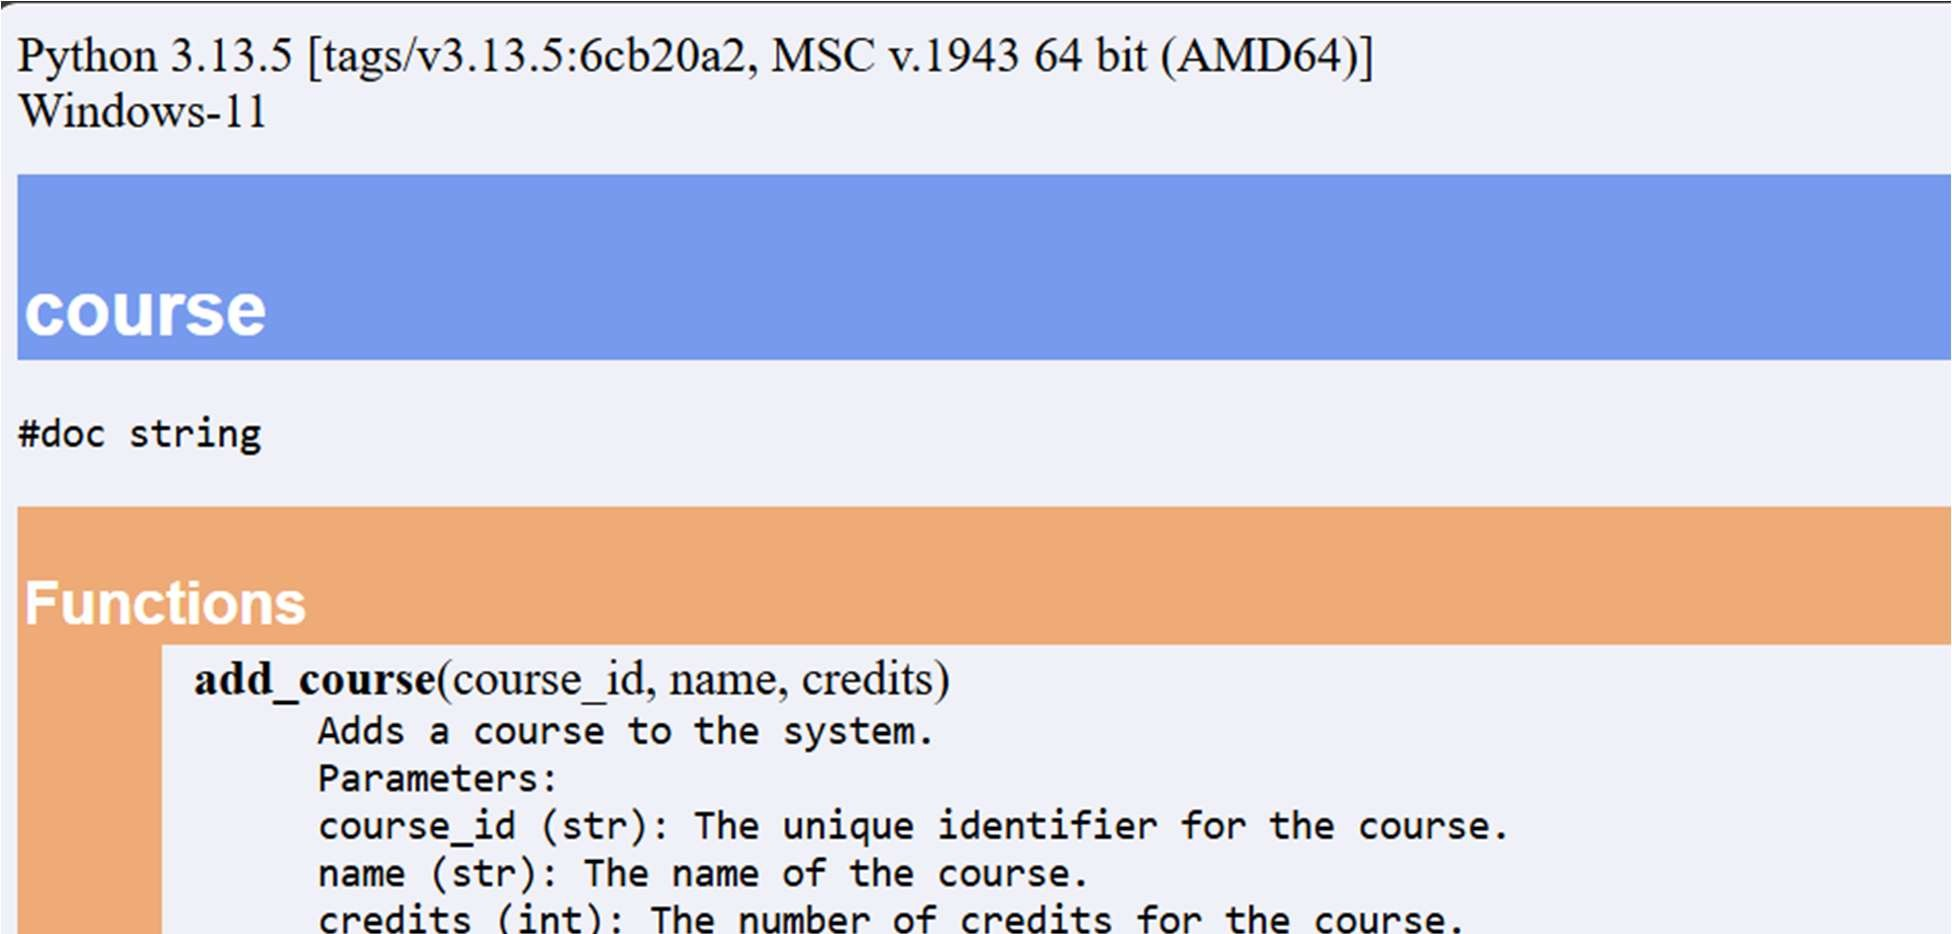 Python 3.13.5 [tags/v3.13.5:6cb20a2, MSC v.1943 64 bit (AMD64)]
Windows-11
course
#doc string
Functions
add_course(course_id, name, credits)
Adds a course to the system.
Parameters:
course_id (str): The unique identifier for the course.
name (str): The name of the course.
credits (int): The number of credits for the course.